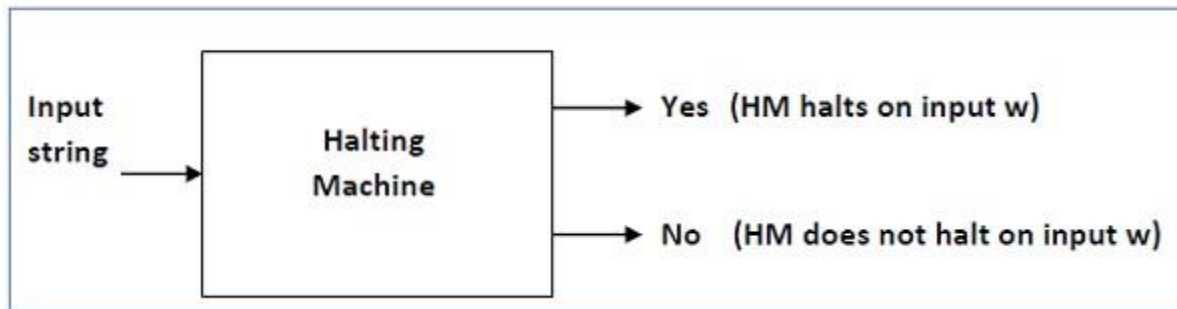 Input
string
Halting
Machine
Yes (HM halts on input w)
No (HM does not halt on input w)